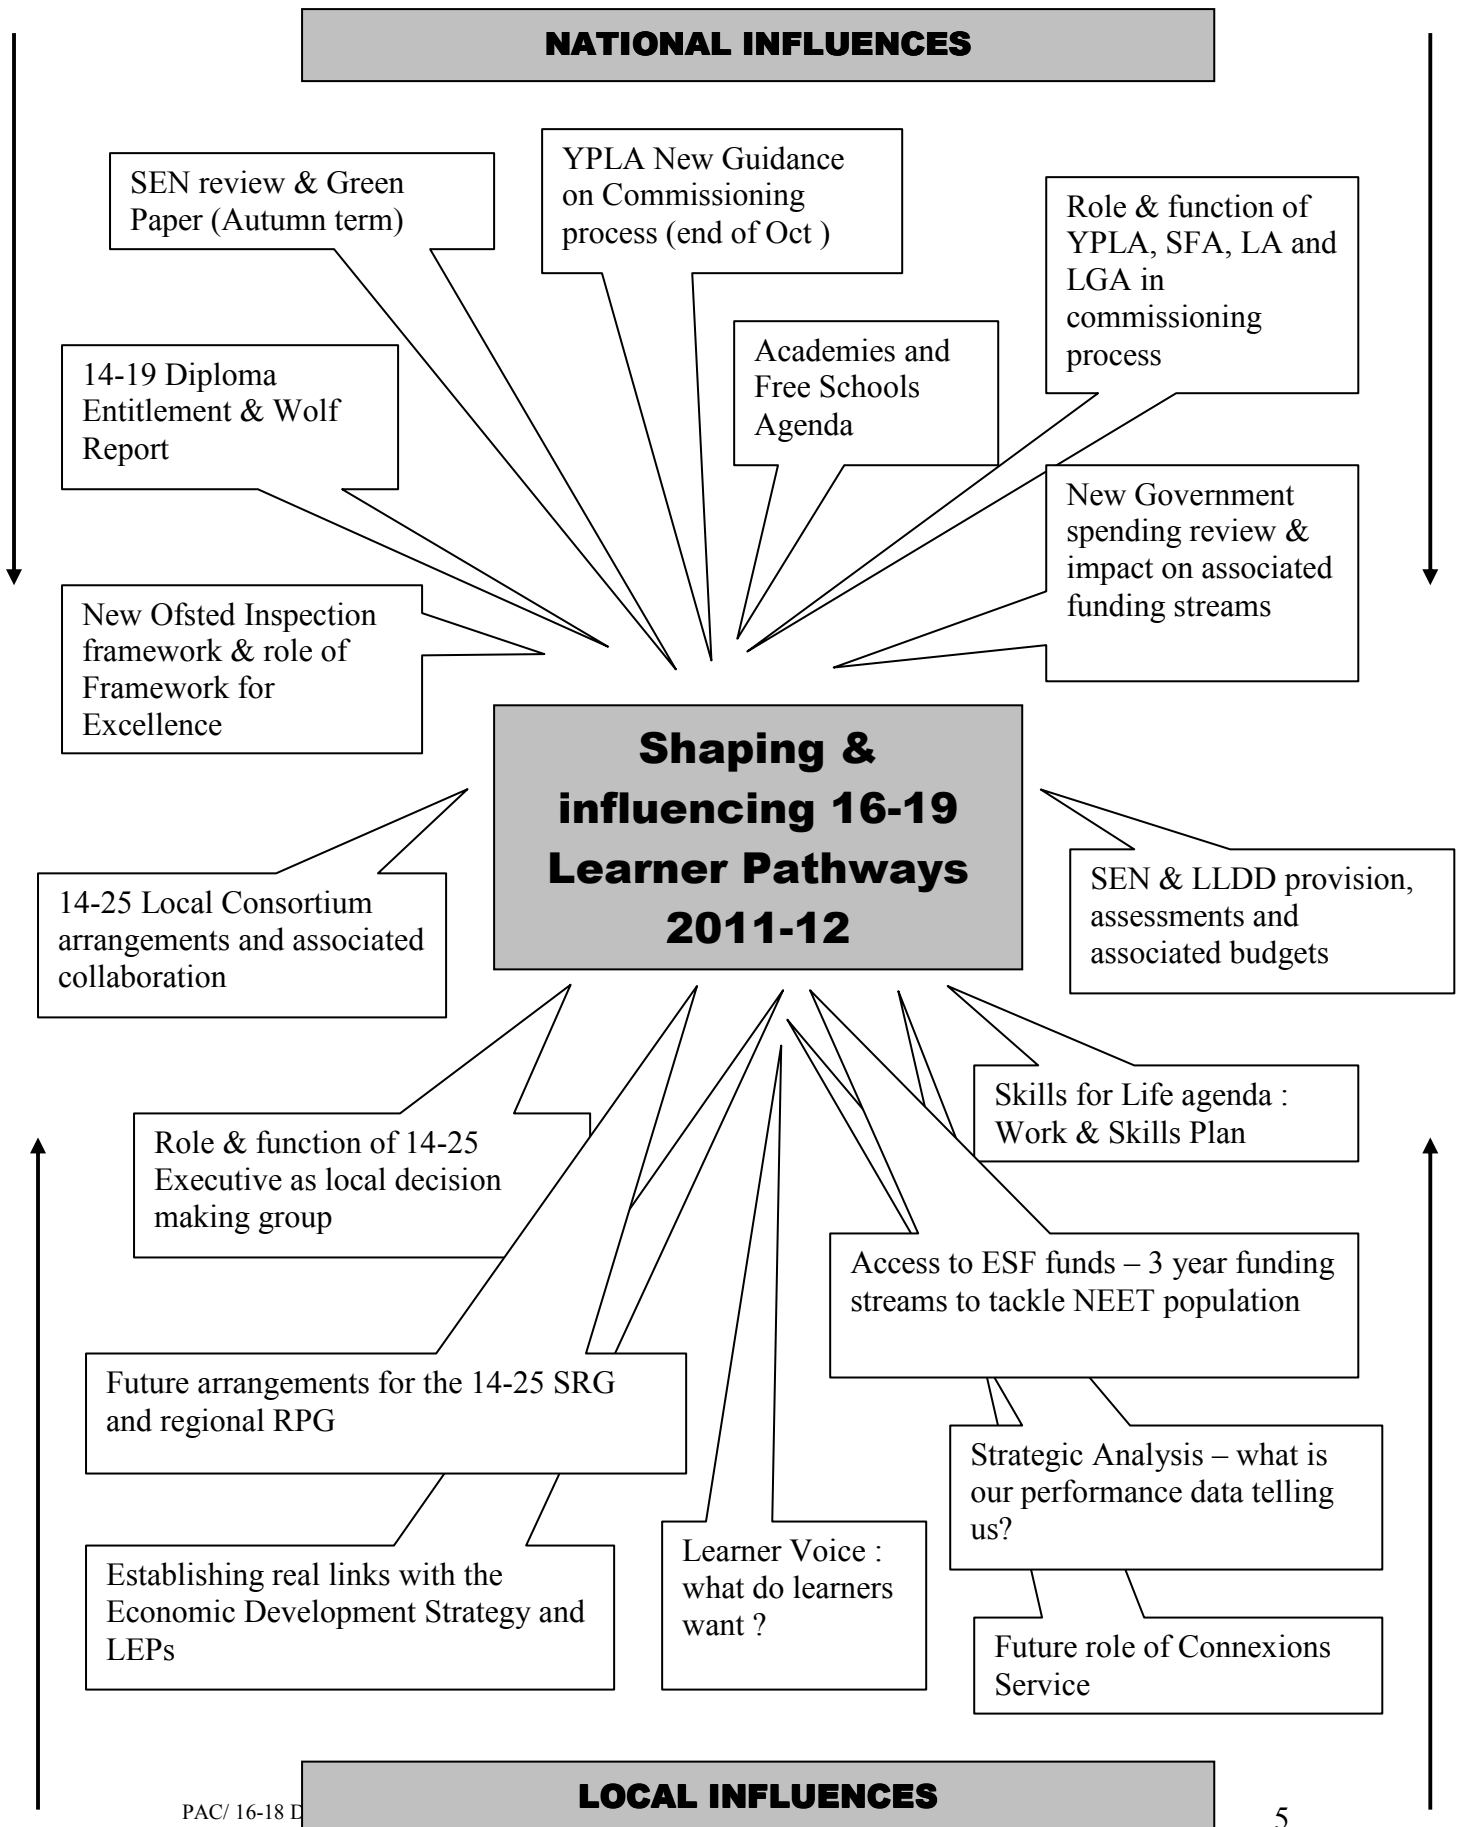 NATIONAL INFLUENCES
SEN review & Green
Paper (Autumn term)
YPLA New Guidance
on Commissioning
process (end of Oct )
Role & function of
YPLA, SFA, LA and
LGA in
commissioning
process
14-19 Diploma
Entitlement & Wolf
Report
Academies and
Free Schools
Agenda
New Government
spending review &
impact on associated
funding streams
New Ofsted Inspection
framework & role of
Framework for
Excellence
Shaping &
influencing 16-19
Learner Pathways
2011-12
14-25 Local Consortium
arrangements and associated
collaboration
SEN & LLDD provision,
assessments and
associated budgets
Role & function of 14-25
Executive as local decision
making group
Skills for Life agenda :
Work & Skills Plan
Access to ESF funds – 3 year funding
streams to tackle NEET population
Future arrangements for the 14-25 SRG
and regional RPG
Strategic Analysis – what is
our performance data telling
us?
Establishing real links with the
Economic Development Strategy and
LEPs
Learner Voice :
what do learners
want ?
Future role of Connexions
Service
LOCAL INFLUENCES
PAC/ 16-18 D
5